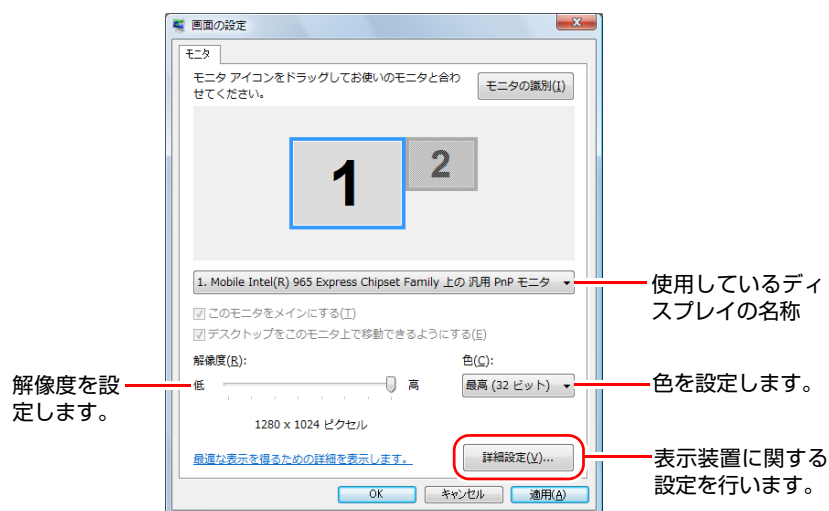 画面の設定
モニタ
モニタ アイコンをドラッグしてお使いのモニタと合わ
せてください。
モニタの識別(I)
1
2
1. Mobile Intel(R) 965 Express Chipset Family 上の 汎用 PnP モニタ
使用しているディ
スプレイの名称
このモニタをメインにする(T)
デスクトップをこのモニタ上で移動できるようにする(E)
解像度(R):
低
高
1280 x 1024 ピクセル
解像度を設
定します。
色(C):
最高 (32 ビット)
色を設定します。
最適な表示を得るための詳細を表示します。
詳細設定(V)...
表示装置に関する
設定を行います。
OK
キャンセル
適用(A)